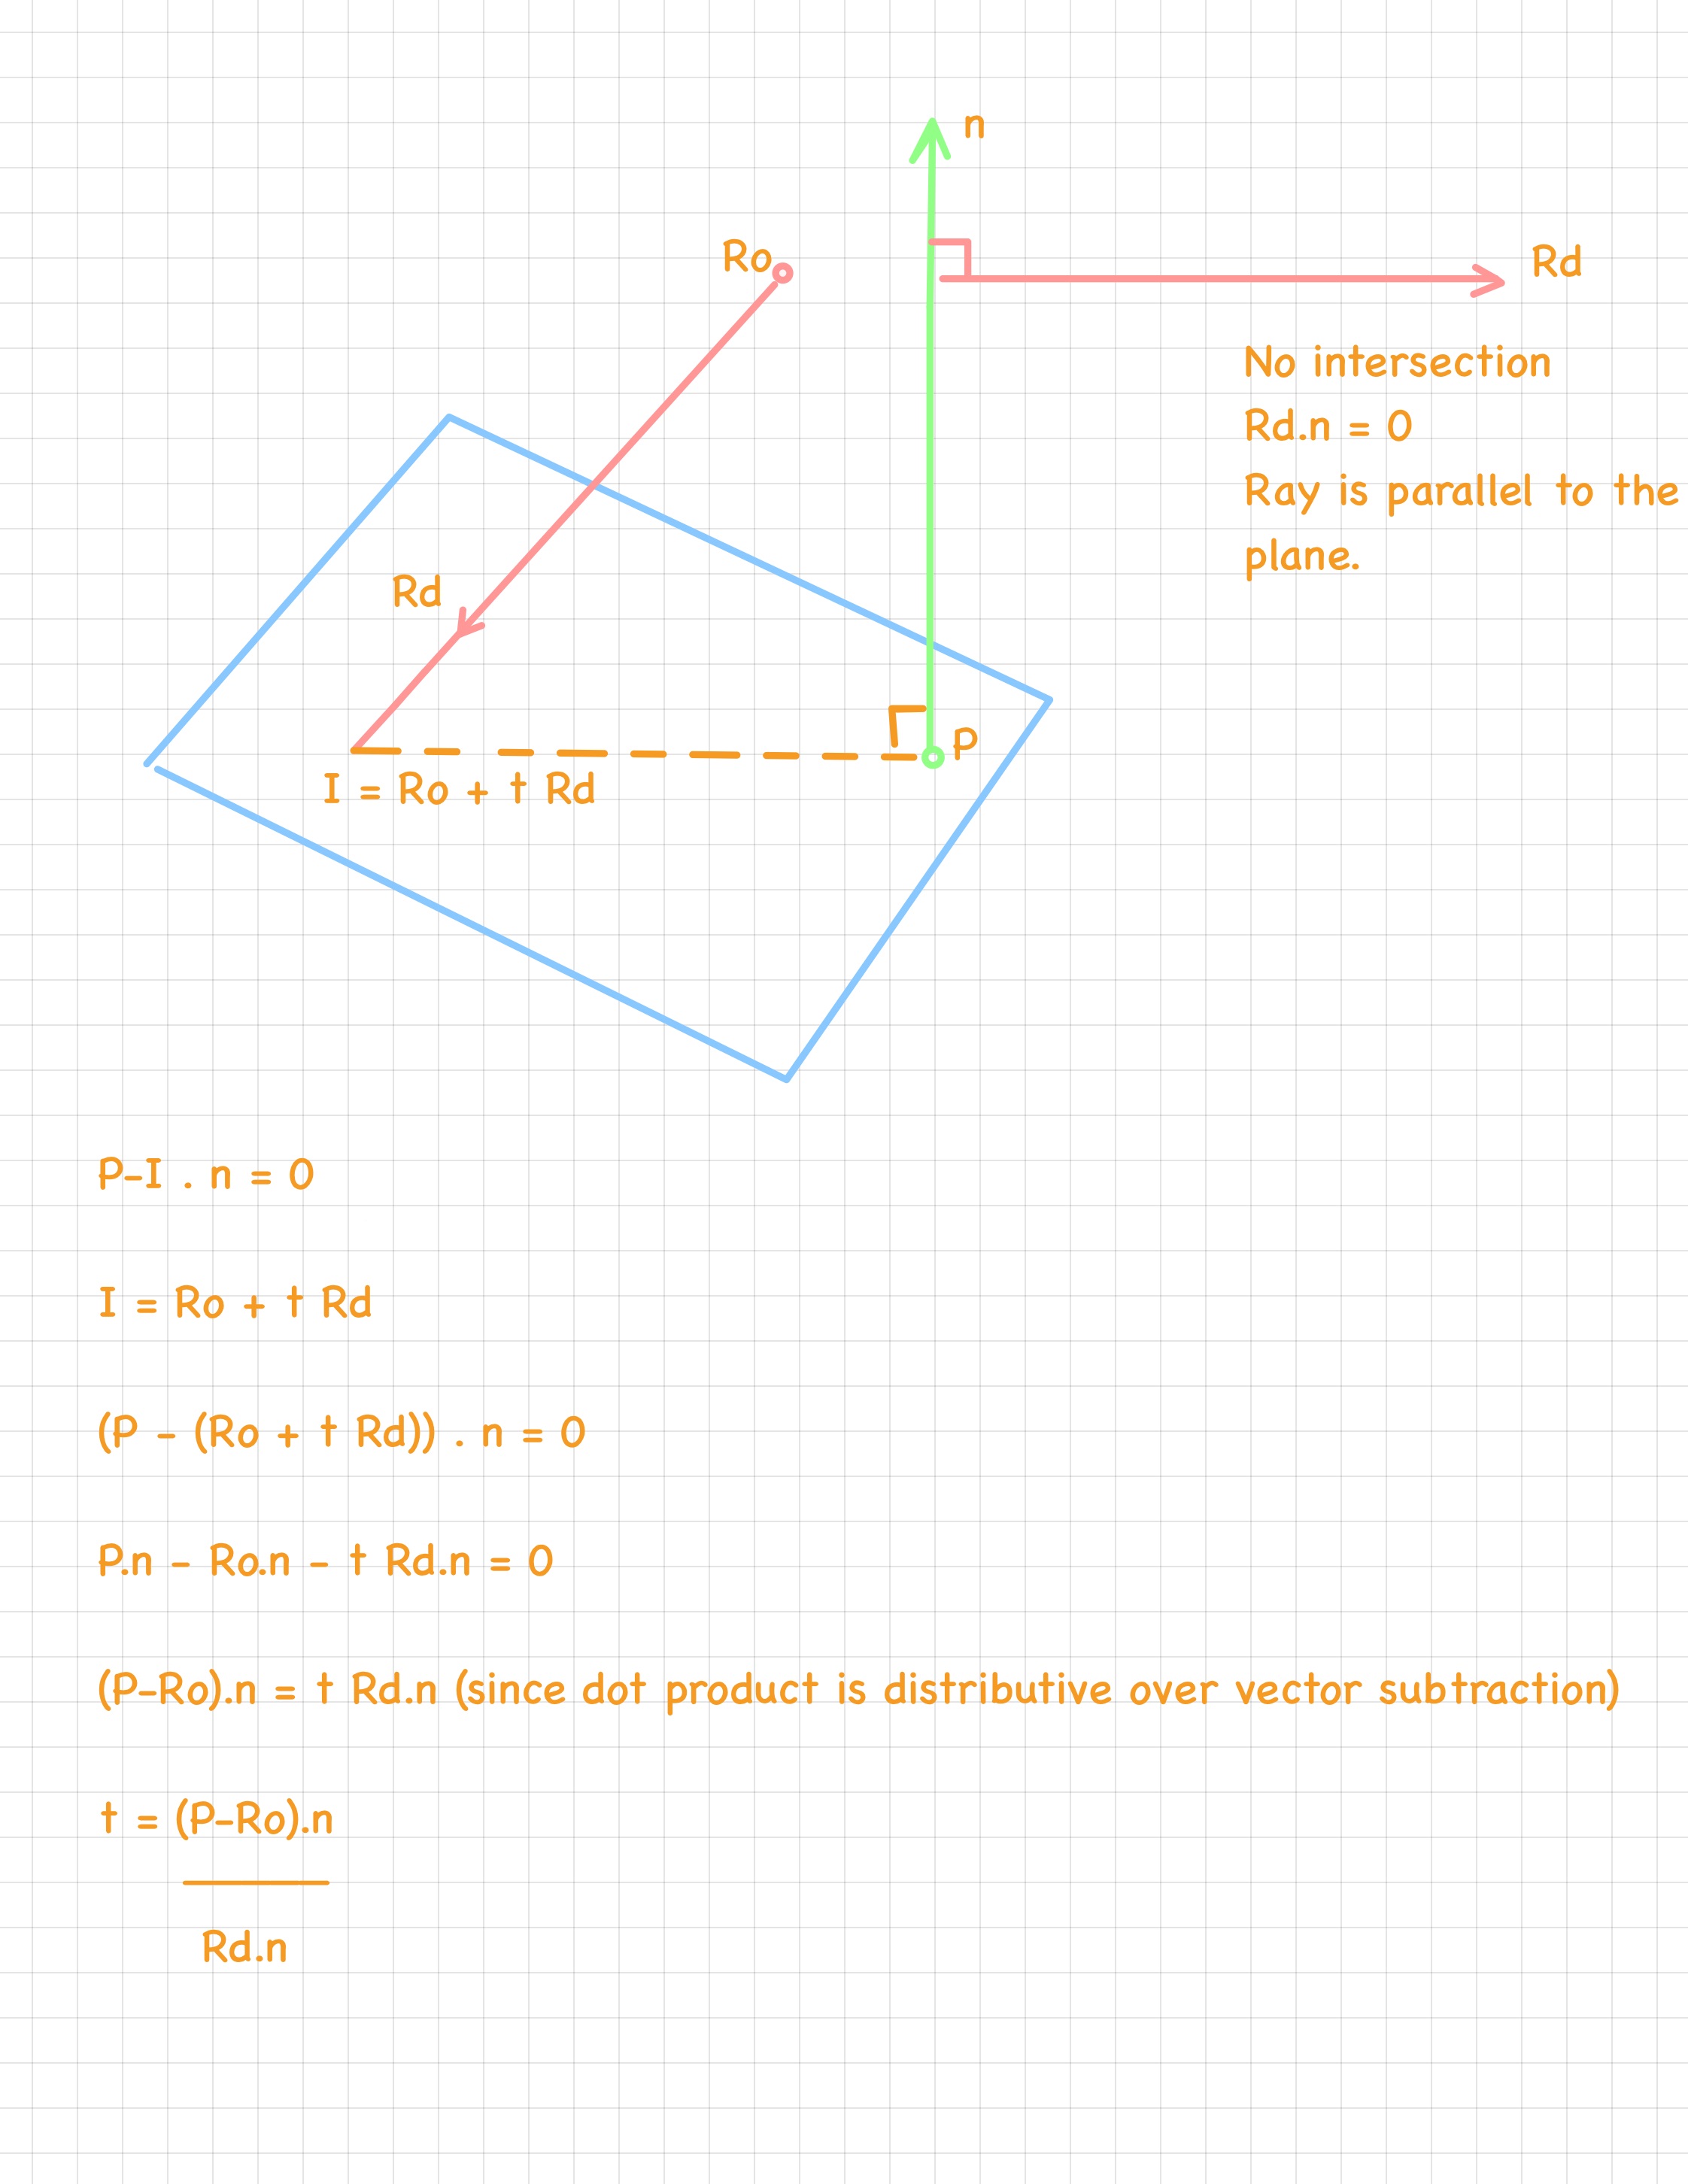 n
Ro
Rd
No intersection
Rd.n = 0
Ray is parallel to the
plane.
Rd
P
I = Ro + t Rd
P-I . n = 0
I = Ro + t Rd
(P - (Ro + t Rd)) . n = 0
P.n - Ro.n - t Rd.n = 0
(P-Ro).n = t Rd.n (since dot product is distributive over vector subtraction)
t = (P-Ro).n
Rd.n